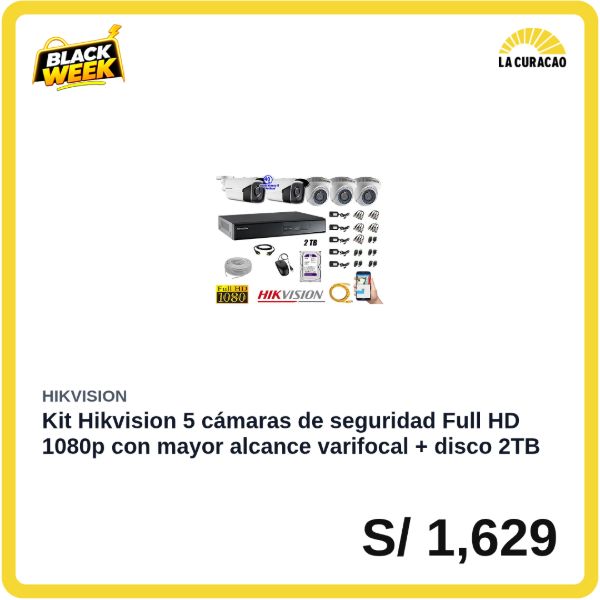 BLACK
WEEK
LA CURACAO
2 TB
Full HD
1080
HIKVISION
HIKVISION
Kit Hikvision 5 cámaras de seguridad Full HD
1080p con mayor alcance varifocal + disco 2TB
S/ 1,629